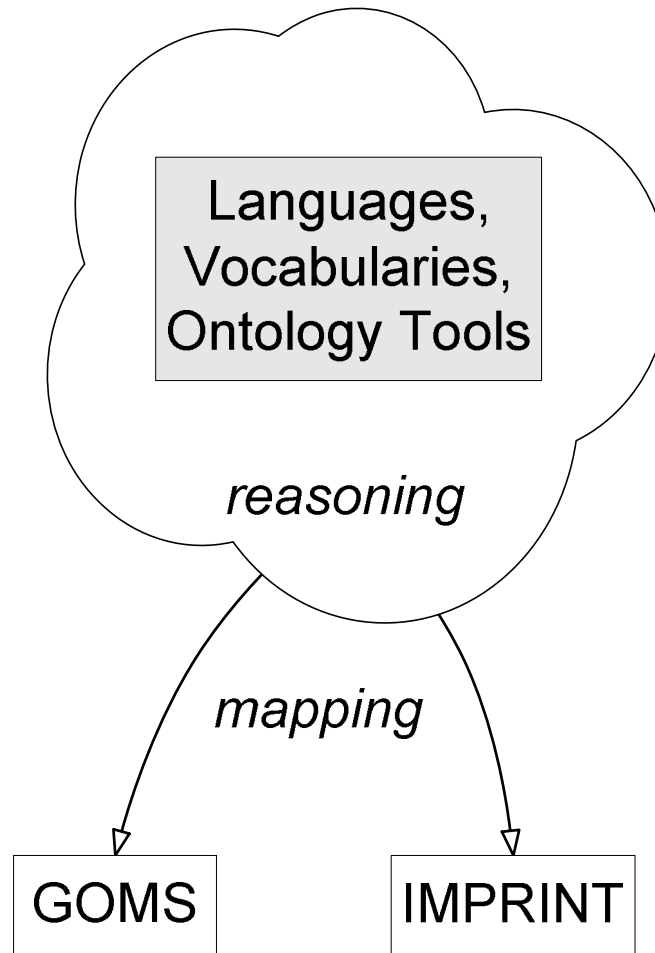 Languages,
Vocabularies,
Ontology Tools
reasoning
mapping
GOMS
IMPRINT